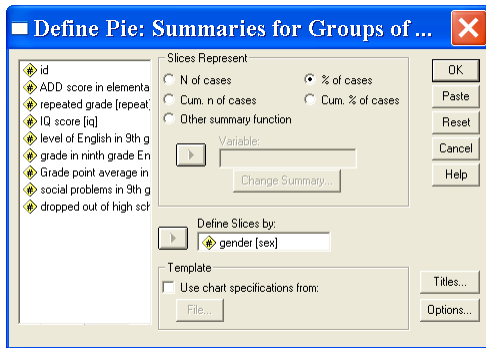 Define Pie: Summaries for Groups of ...
id
ADD score in elementa
repeated grade [repeat]
IQ score [iq]
level of English in 9th g
grade in ninth grade En
Grade point average in
social problems in 9th g
dropped out of high sch
Slices Represent
N of cases
% of cases
Cum. n of cases
Cum. % of cases
Other summary function
Variable:
Change Summary...
Define Slices by:
gender [sex]
Template
Use chart specifications from:
File...
OK
Paste
Reset
Cancel
Help
Titles...
Options...